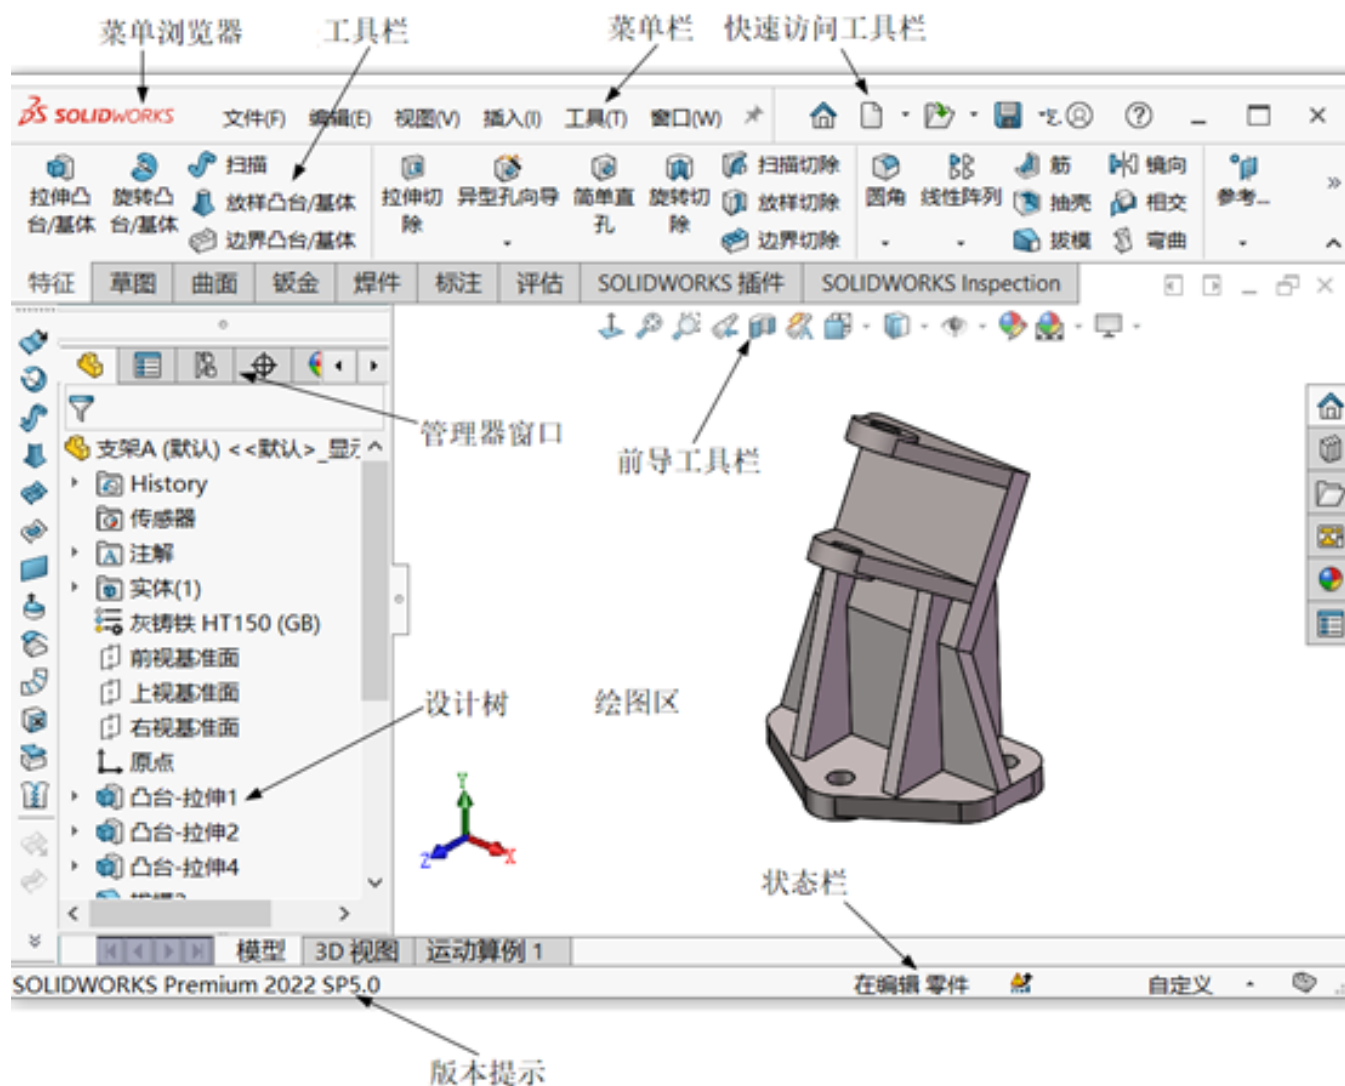 菜单浏览器 工具栏 菜单栏 快速访问工具栏
SOLIDWORKS 文件(F) 编辑(E) 视图(V) 插入(I) 工具(T) 窗口(W)
拉伸凸台/基体
旋转凸台/基体
扫描
放样凸台/基体
边界凸台/基体
拉伸切除
异型孔向导
简单直孔
旋转切除
扫描切除
放样切除
边界切除
圆角
线性阵列
筋
抽壳
拔模
镜向
相交
弯曲
参考...
特征 草图 曲面 钣金 焊件 标注 评估 SOLIDWORKS 插件 SOLIDWORKS Inspection
管理器窗口
前导工具栏
支架A (默认) <<默认>_显
History
传感器
注解
实体(1)
灰铸铁 HT150 (GB)
前视基准面
上视基准面
右视基准面
原点
凸台-拉伸1
凸台-拉伸2
凸台-拉伸4
设计树
绘图区
Y
Z
X
状态栏
模型 3D 视图 运动算例 1
SOLIDWORKS Premium 2022 SP5.0 在编辑 零件 自定义
版本提示